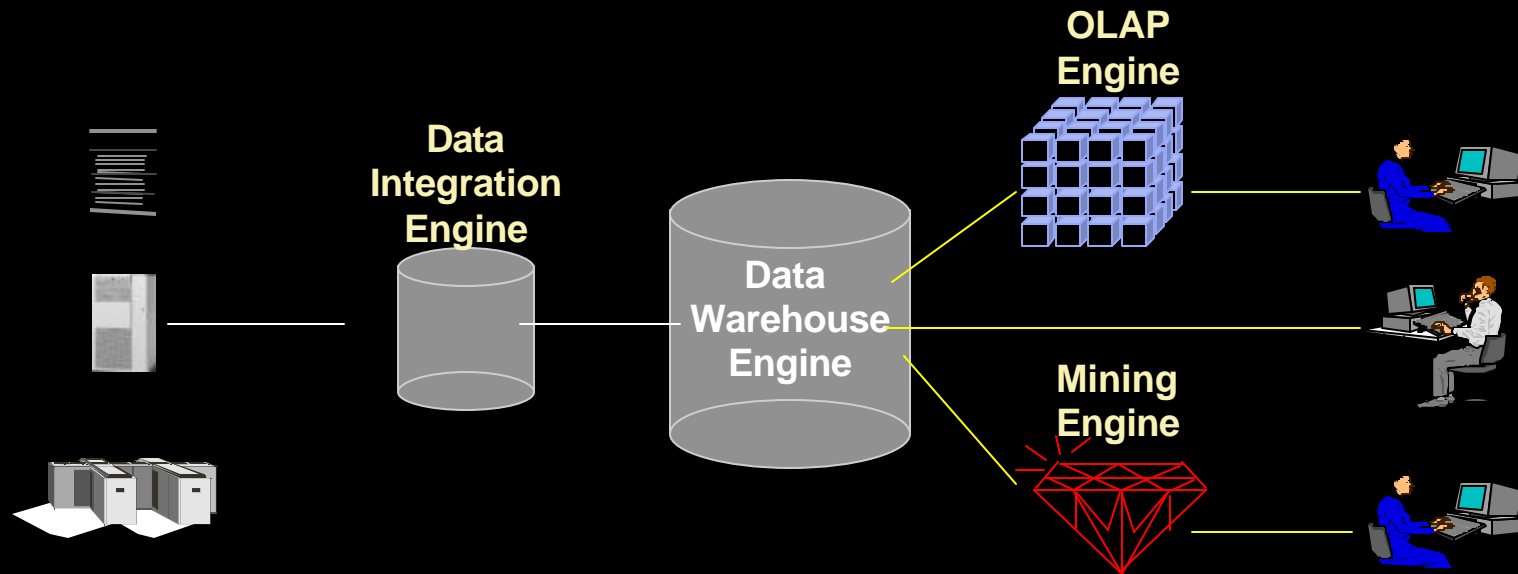 OLAP
Engine
Data
Integration
Engine
Data
Warehouse
Engine
Mining
Engine